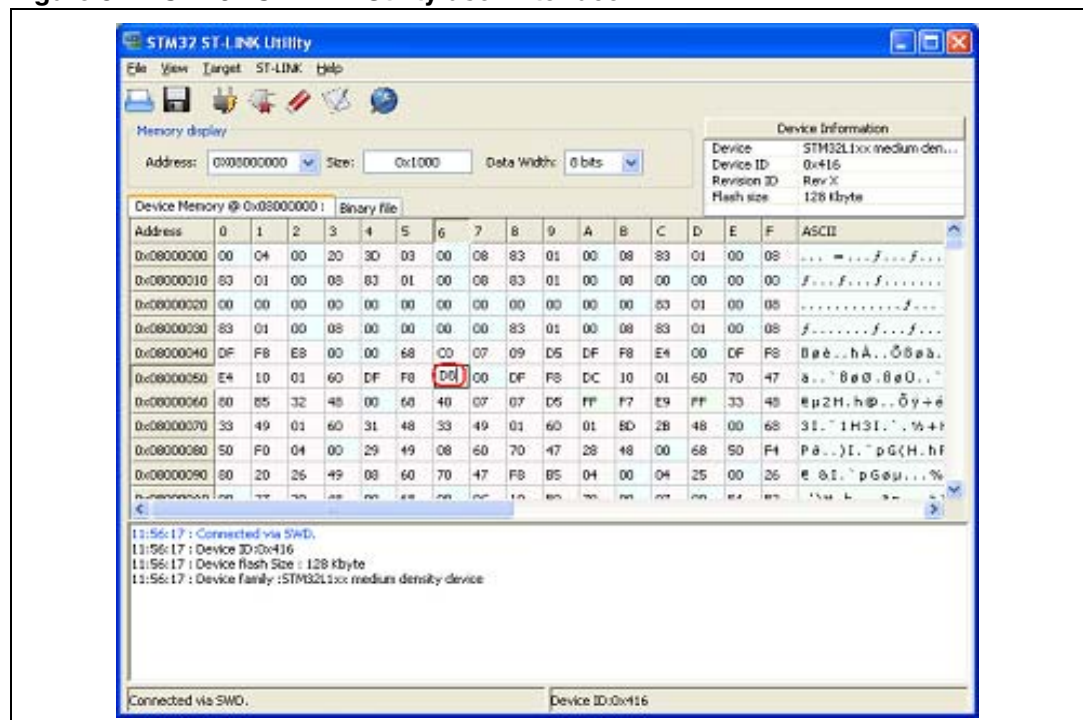 STM32 ST-LINK Utility
File View Target ST-LINK Help
Memory display
Address: 0x08000000 Size: 0x1000 Data Width: 8 bits
Device Information
Device STM32L1xx medium den...
Device ID 0x416
Revision ID Rev X
Flash size 128 Kbyte
Device Memory @ 0x08000000 : Binary file
Address 0 1 2 3 4 5 6 7 8 9 A B C D E F ASCII
0x08000000 00 04 00 20 3D 03 00 08 83 01 00 08 83 01 00 08
0x08000010 83 01 00 08 83 01 00 08 83 01 00 08 00 00 00 00
0x08000020 00 00 00 00 00 00 00 00 00 00 00 00 83 01 00 08
0x08000030 83 01 00 08 00 00 00 00 83 01 00 08 83 01 00 08
0x08000040 DF F8 E8 00 00 68 C0 07 09 D5 DF F8 E4 00 DF F8
0x08000050 E4 10 01 60 DF F8 D8 00 DF F8 DC 10 01 60 70 47
0x08000060 80 B5 32 48 00 68 40 07 07 D5 FF F7 E9 FF 33 48
0x08000070 33 49 01 60 31 48 33 49 01 60 01 BD 2B 48 00 68
0x08000080 50 F0 04 00 29 49 08 60 70 47 28 48 00 68 50 F4
0x08000090 80 20 26 49 08 60 70 47 F8 B5 04 00 04 25 00 26
11:56:17 : Connected via SWD.
11:56:17 : Device ID:0x416
11:56:17 : Device flash Size : 128 Kbyte
11:56:17 : Device family :STM32L1xx medium density device
Connected via SWD. Device ID:0x416